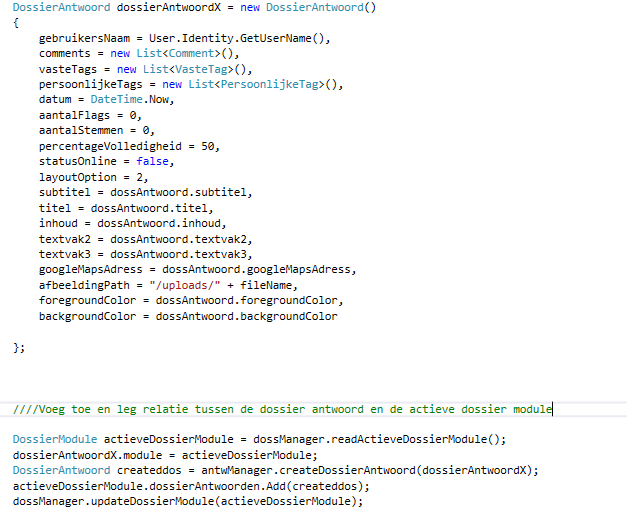 DossierAntwoord dossierAntwoordX = new DossierAntwoord()
{
gebruikersNaam = User.Identity.GetUserName(),
comments = new List<Comment>(),
vasteTags = new List<VasteTag>(),
persoonlijkeTags = new List<PersoonlijkeTag>(),
datum = DateTime.Now,
aantalFlags = 0,
aantalStemmen = 0,
percentageVolledigheid = 50,
statusOnline = false,
layoutOption = 2,
subtitel = dossAntwoord.subtitel,
titel = dossAntwoord.titel,
inhoud = dossAntwoord.inhoud,
textvak2 = dossAntwoord.textvak2,
textvak3 = dossAntwoord.textvak3,
googleMapsAdress = dossAntwoord.googleMapsAdress,
afbeeldingPath = "/uploads/" + fileName,
foregroundColor = dossAntwoord.foregroundColor,
backgroundColor = dossAntwoord.backgroundColor
};
////Voeg toe en leg relatie tussen de dossier antwoord en de actieve dossier module
DossierModule actieveDossierModule = dossManager.readActieveDossierModule();
dossierAntwoordX.module = actieveDossierModule;
DossierAntwoord createddos = antwManager.createDossierAntwoord(dossierAntwoordX);
actieveDossierModule.dossierAntwoorden.Add(createddos);
dossManager.updateDossierModule(actieveDossierModule);